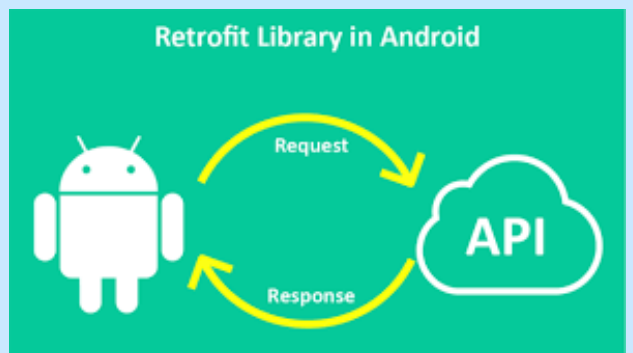 Retrofit Library in Android
Request
API
Response